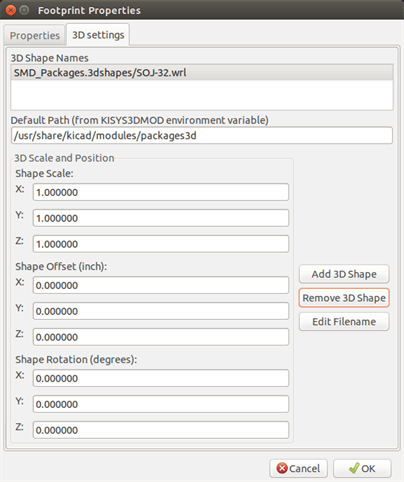 Footprint Properties
Properties 3D settings
3D Shape Names
SMD_Packages.3dshapes/SOJ-32.wrl
Default Path (from KISYS3DMOD environment variable)
/usr/share/kicad/modules/packages3d
3D Scale and Position
Shape Scale:
X: 1.000000
Y: 1.000000
Z: 1.000000
Shape Offset (inch):
X: 0.000000
Y: 0.000000
Z: 0.000000
Shape Rotation (degrees):
X: 0.000000
Y: 0.000000
Z: 0.000000
Add 3D Shape
Remove 3D Shape
Edit Filename
Cancel OK